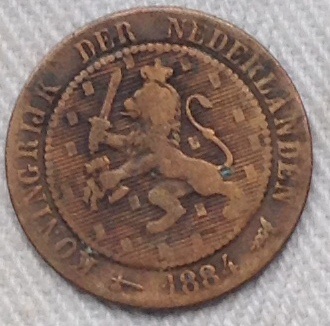 KONINGRIJK DER NEDERLANDEN
1884